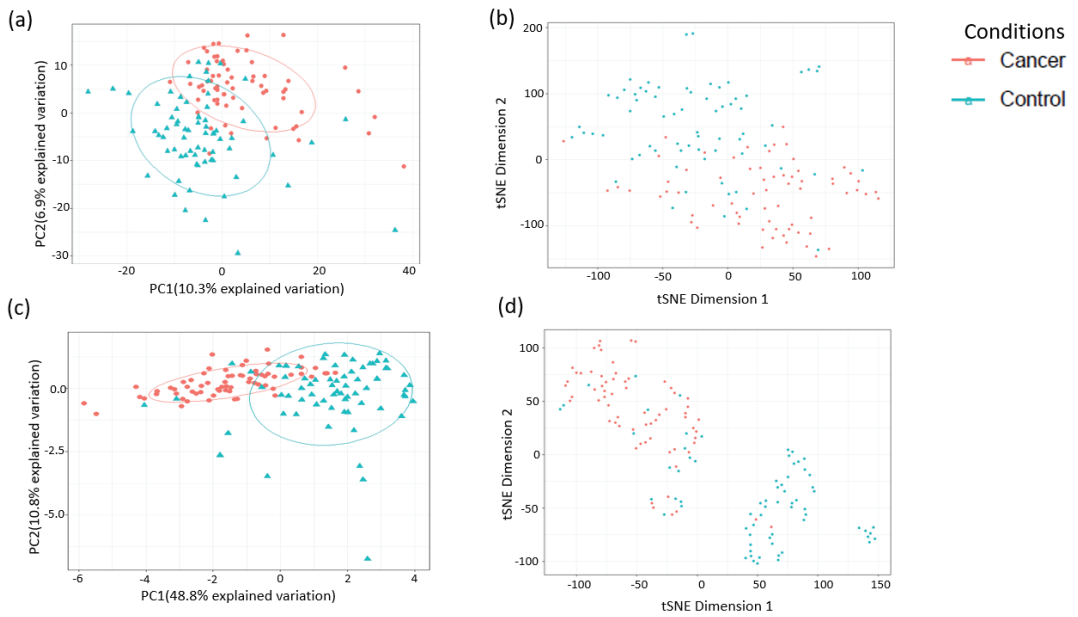 (a)
10
0
-10
-20
-30
PC2(6.9% explained variation)
-20
0
20
40
PC1(10.3% explained variation)
(b)
200
100
0
-100
tSNE Dimension 2
-100
-50
0
50
100
tSNE Dimension 1
Conditions
Cancer
Control
(c)
0.0
-2.5
-5.0
PC2(10.8% explained variation)
-6
-4
-2
0
2
4
PC1(48.8% explained variation)
(d)
100
50
0
-50
-100
tSNE Dimension 2
-100
-50
0
50
100
150
tSNE Dimension 1